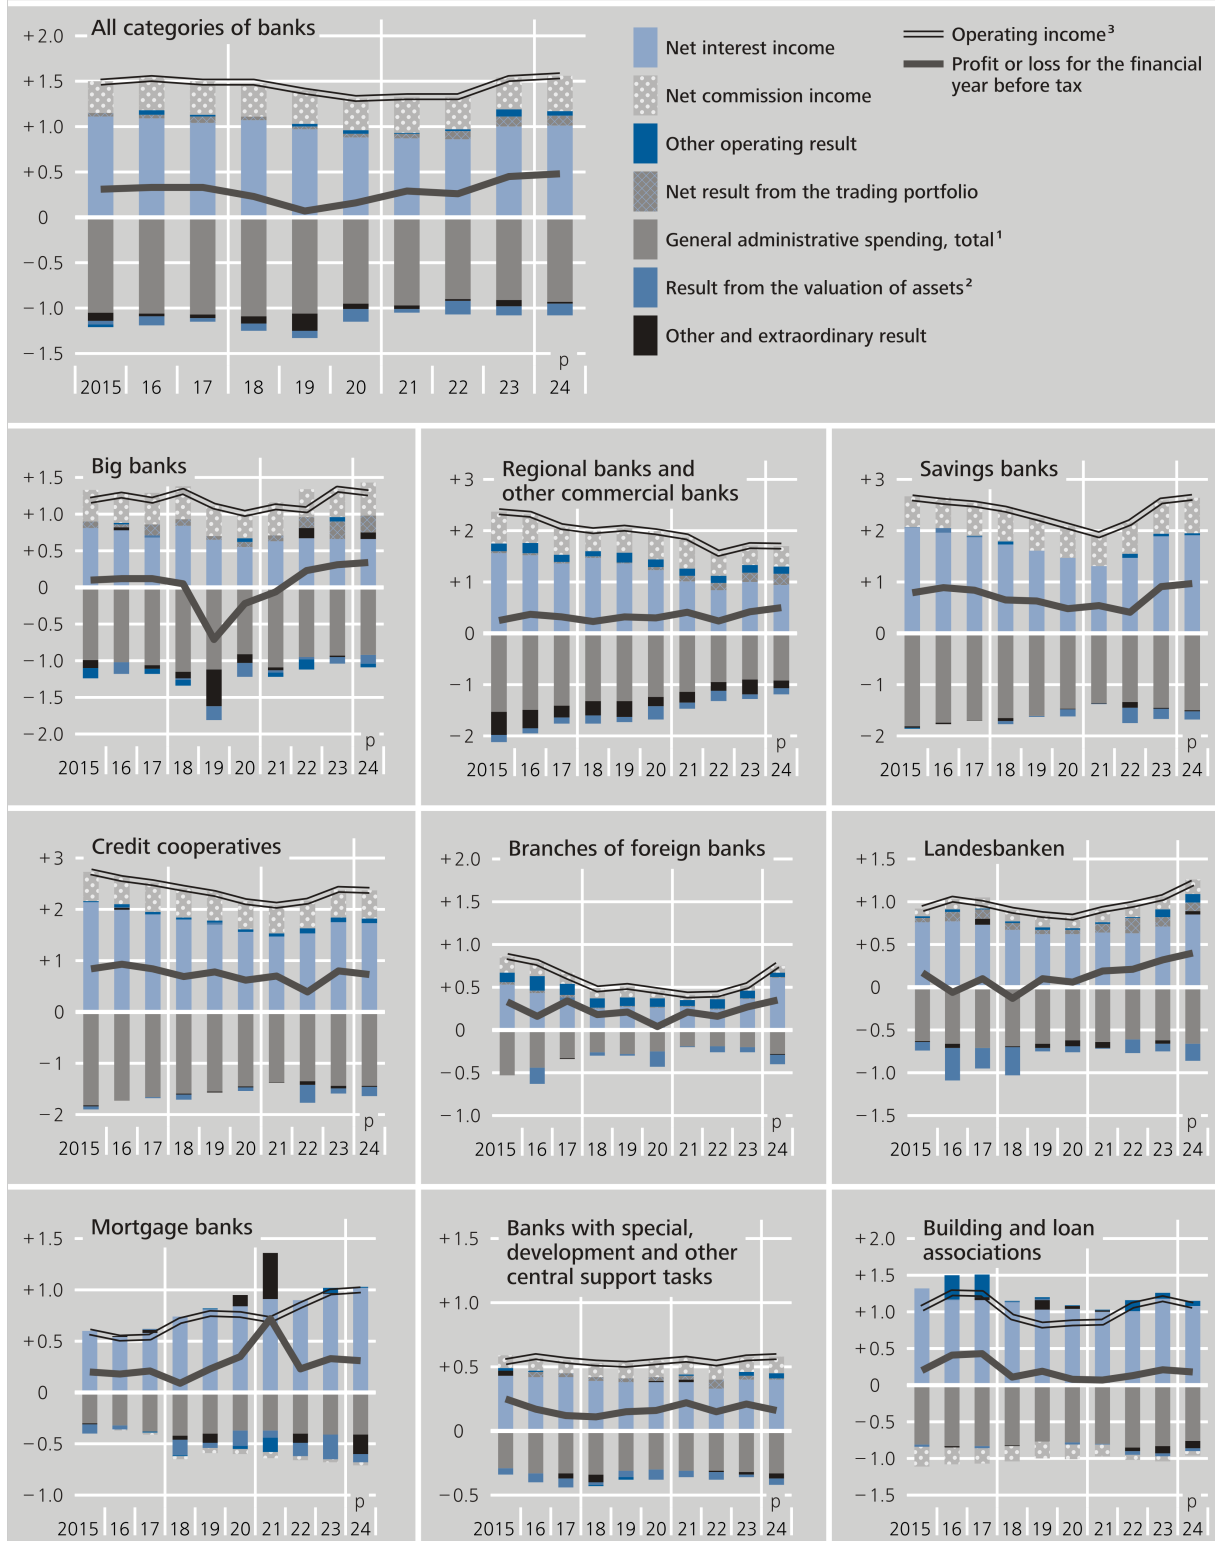 All categories of banks
+2.0
+1.5
+1.0
+0.5
0
−0.5
−1.0
−1.5
p
2015 16 17 18 19 20 21 22 23 24
Net interest income
Net commission income
Other operating result
Net result from the trading portfolio
General administrative spending, total¹
Result from the valuation of assets²
Other and extraordinary result
Operating income³
Profit or loss for the financial
year before tax
Big banks
+1.5
+1.0
+0.5
0
−0.5
−1.0
−1.5
−2.0
p
2015 16 17 18 19 20 21 22 23 24
Regional banks and
other commercial banks
+3
+2
+1
0
−1
−2
p
2015 16 17 18 19 20 21 22 23 24
Savings banks
+3
+2
+1
0
−1
−2
p
2015 16 17 18 19 20 21 22 23 24
Credit cooperatives
+3
+2
+1
0
−1
−2
p
2015 16 17 18 19 20 21 22 23 24
Branches of foreign banks
+2.0
+1.5
+1.0
+0.5
0
−0.5
−1.0
p
2015 16 17 18 19 20 21 22 23 24
Landesbanken
+1.5
+1.0
+0.5
0
−0.5
−1.0
−1.5
p
2015 16 17 18 19 20 21 22 23 24
Mortgage banks
+1.5
+1.0
+0.5
0
−0.5
−1.0
p
2015 16 17 18 19 20 21 22 23 24
Banks with special,
development and other
central support tasks
+1.5
+1.0
+0.5
0
−0.5
p
2015 16 17 18 19 20 21 22 23 24
Building and loan
associations
+2.0
+1.5
+1.0
+0.5
0
−0.5
−1.0
−1.5
p
2015 16 17 18 19 20 21 22 23 24